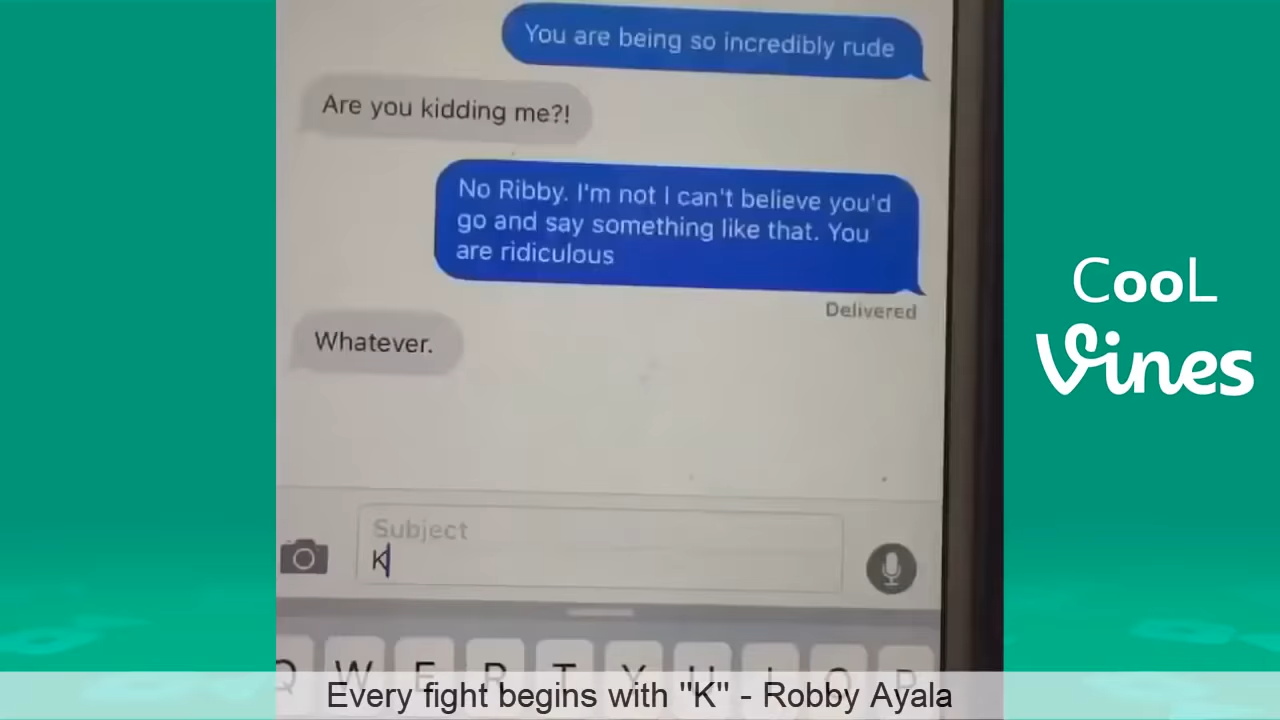 You are being so incredibly rude
Are you kidding me?!
No Ribby. I'm not I can't believe you'd
go and say something like that. You
are ridiculous
Delivered
Whatever.
Subject
K
Q W E R T Y U I O P
CooL
Vines
Every fight begins with "K" - Robby Ayala